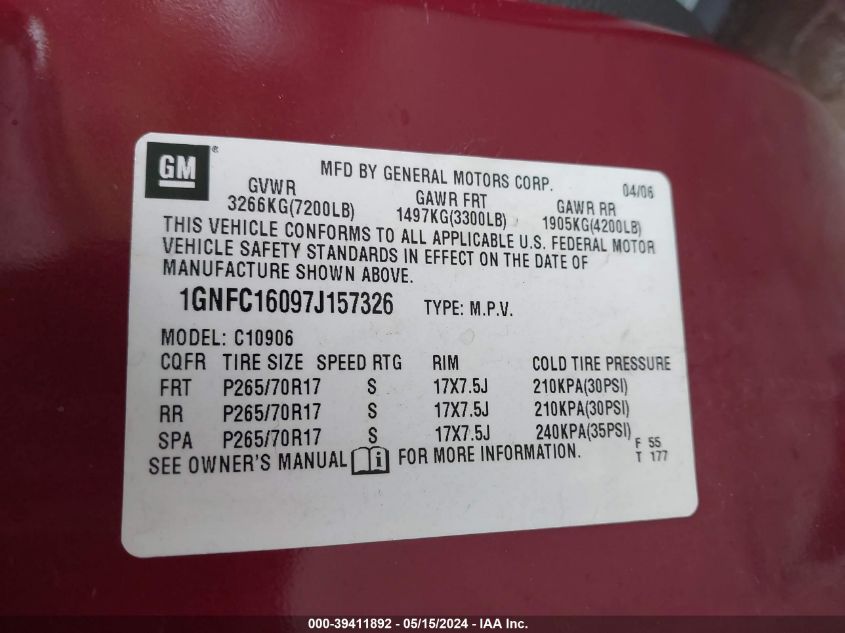 GM®
MFD BY GENERAL MOTORS CORP. 04/06
GVWR GAWR FRT GAWR RR
3266KG(7200LB) 1497KG(3300LB) 1905KG(4200LB)
THIS VEHICLE CONFORMS TO ALL APPLICABLE U.S. FEDERAL MOTOR
VEHICLE SAFETY STANDARDS IN EFFECT ON THE DATE OF
MANUFACTURE SHOWN ABOVE.
1GNFC16097J157326 TYPE: M.P.V.
MODEL: C10906
CQFR TIRE SIZE SPEED RTG RIM COLD TIRE PRESSURE
FRT P265/70R17 S 17X7.5J 210KPA(30PSI)
RR P265/70R17 S 17X7.5J 210KPA(30PSI)
SPA P265/70R17 S 17X7.5J 240KPA(35PSI)
SEE OWNER'S MANUAL i FOR MORE INFORMATION.
F 55
T 177
000-39411892 - 05/15/2024 - IAA Inc.